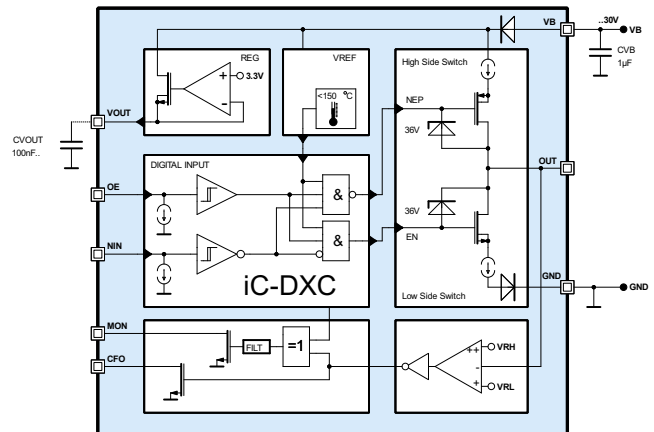 VB
..30V
VB
CVB
1µF
REG
3.3V
+
-
VREF
<150 °C
High Side Switch
VOUT
CVOUT
100nF..
NEP
36V
DIGITAL INPUT
OE
&
OUT
36V
NIN
&
EN
iC-DXC
GND
GND
Low Side Switch
MON
FILT
=1
CFO
++
VRH
-
+
VRL